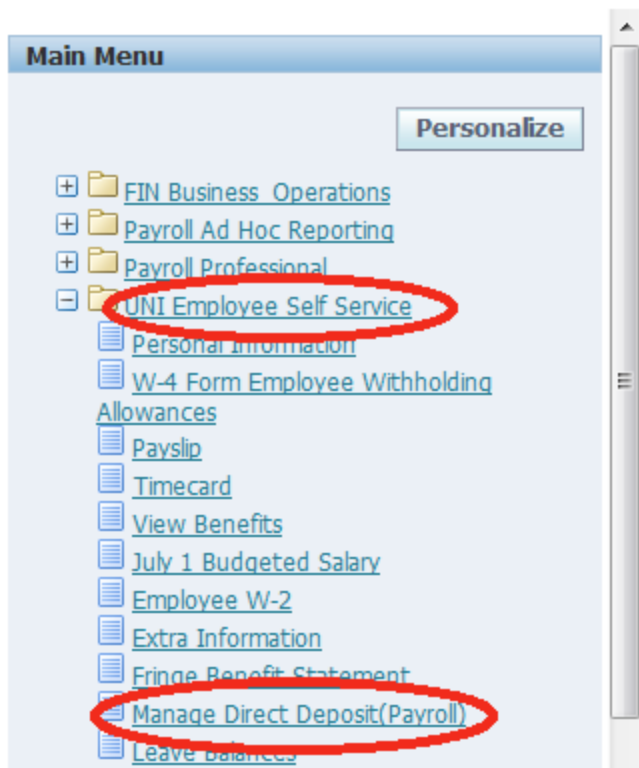 Main Menu
Personalize
FIN Business Operations
Payroll Ad Hoc Reporting
Payroll Professional
UNI Employee Self Service
Personal Information
W-4 Form Employee Withholding
Allowances
Payslip
Timecard
View Benefits
July 1 Budgeted Salary
Employee W-2
Extra Information
Fringe Benefit Statement
Manage Direct Deposit(Payroll)
Leave Balances